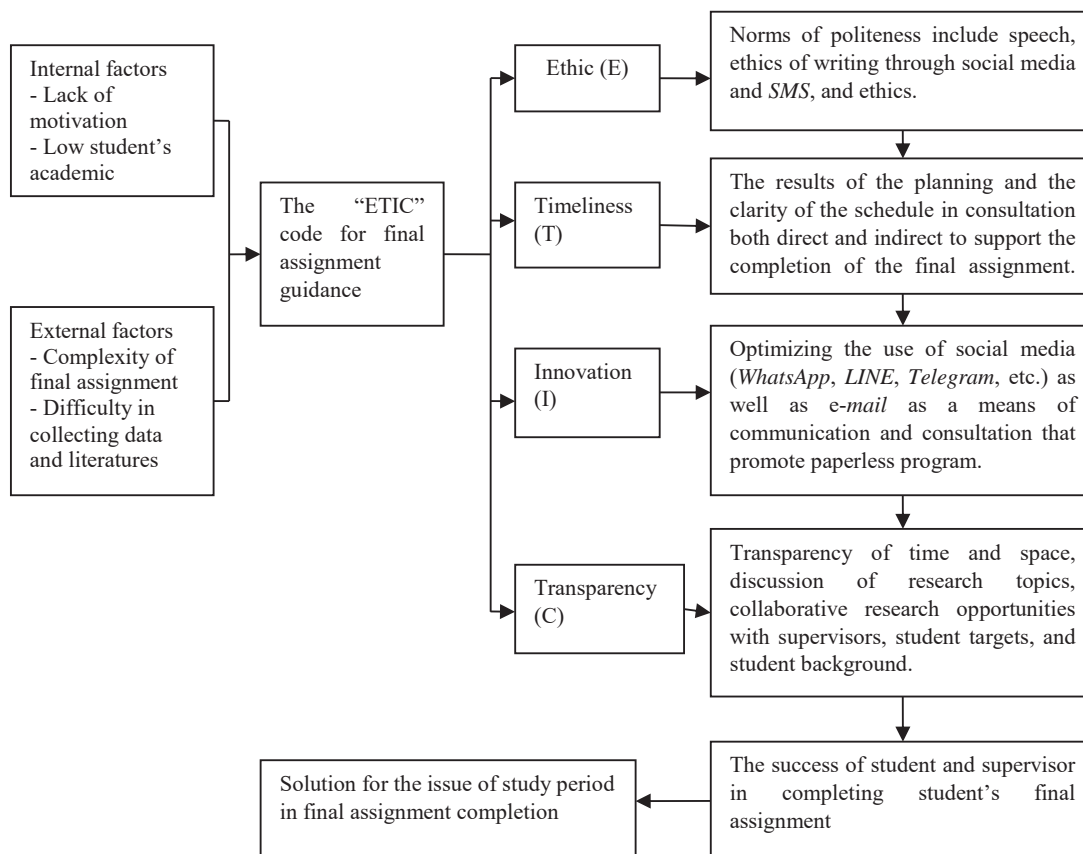 Internal factors
- Lack of
motivation
- Low student’s
academic
External factors
- Complexity of
final assignment
- Difficulty in
collecting data
and literatures
The “ETIC”
code for final
assignment
guidance
Ethic (E)
Norms of politeness include speech,
ethics of writing through social media
and SMS, and ethics.
Timeliness
(T)
The results of the planning and the
clarity of the schedule in consultation
both direct and indirect to support the
completion of the final assignment.
Innovation
(I)
Optimizing the use of social media
(WhatsApp, LINE, Telegram, etc.) as
well as e-mail as a means of
communication and consultation that
promote paperless program.
Transparency
(C)
Transparency of time and space,
discussion of research topics,
collaborative research opportunities
with supervisors, student targets, and
student background.
The success of student and supervisor
in completing student’s final
assignment
Solution for the issue of study period
in final assignment completion